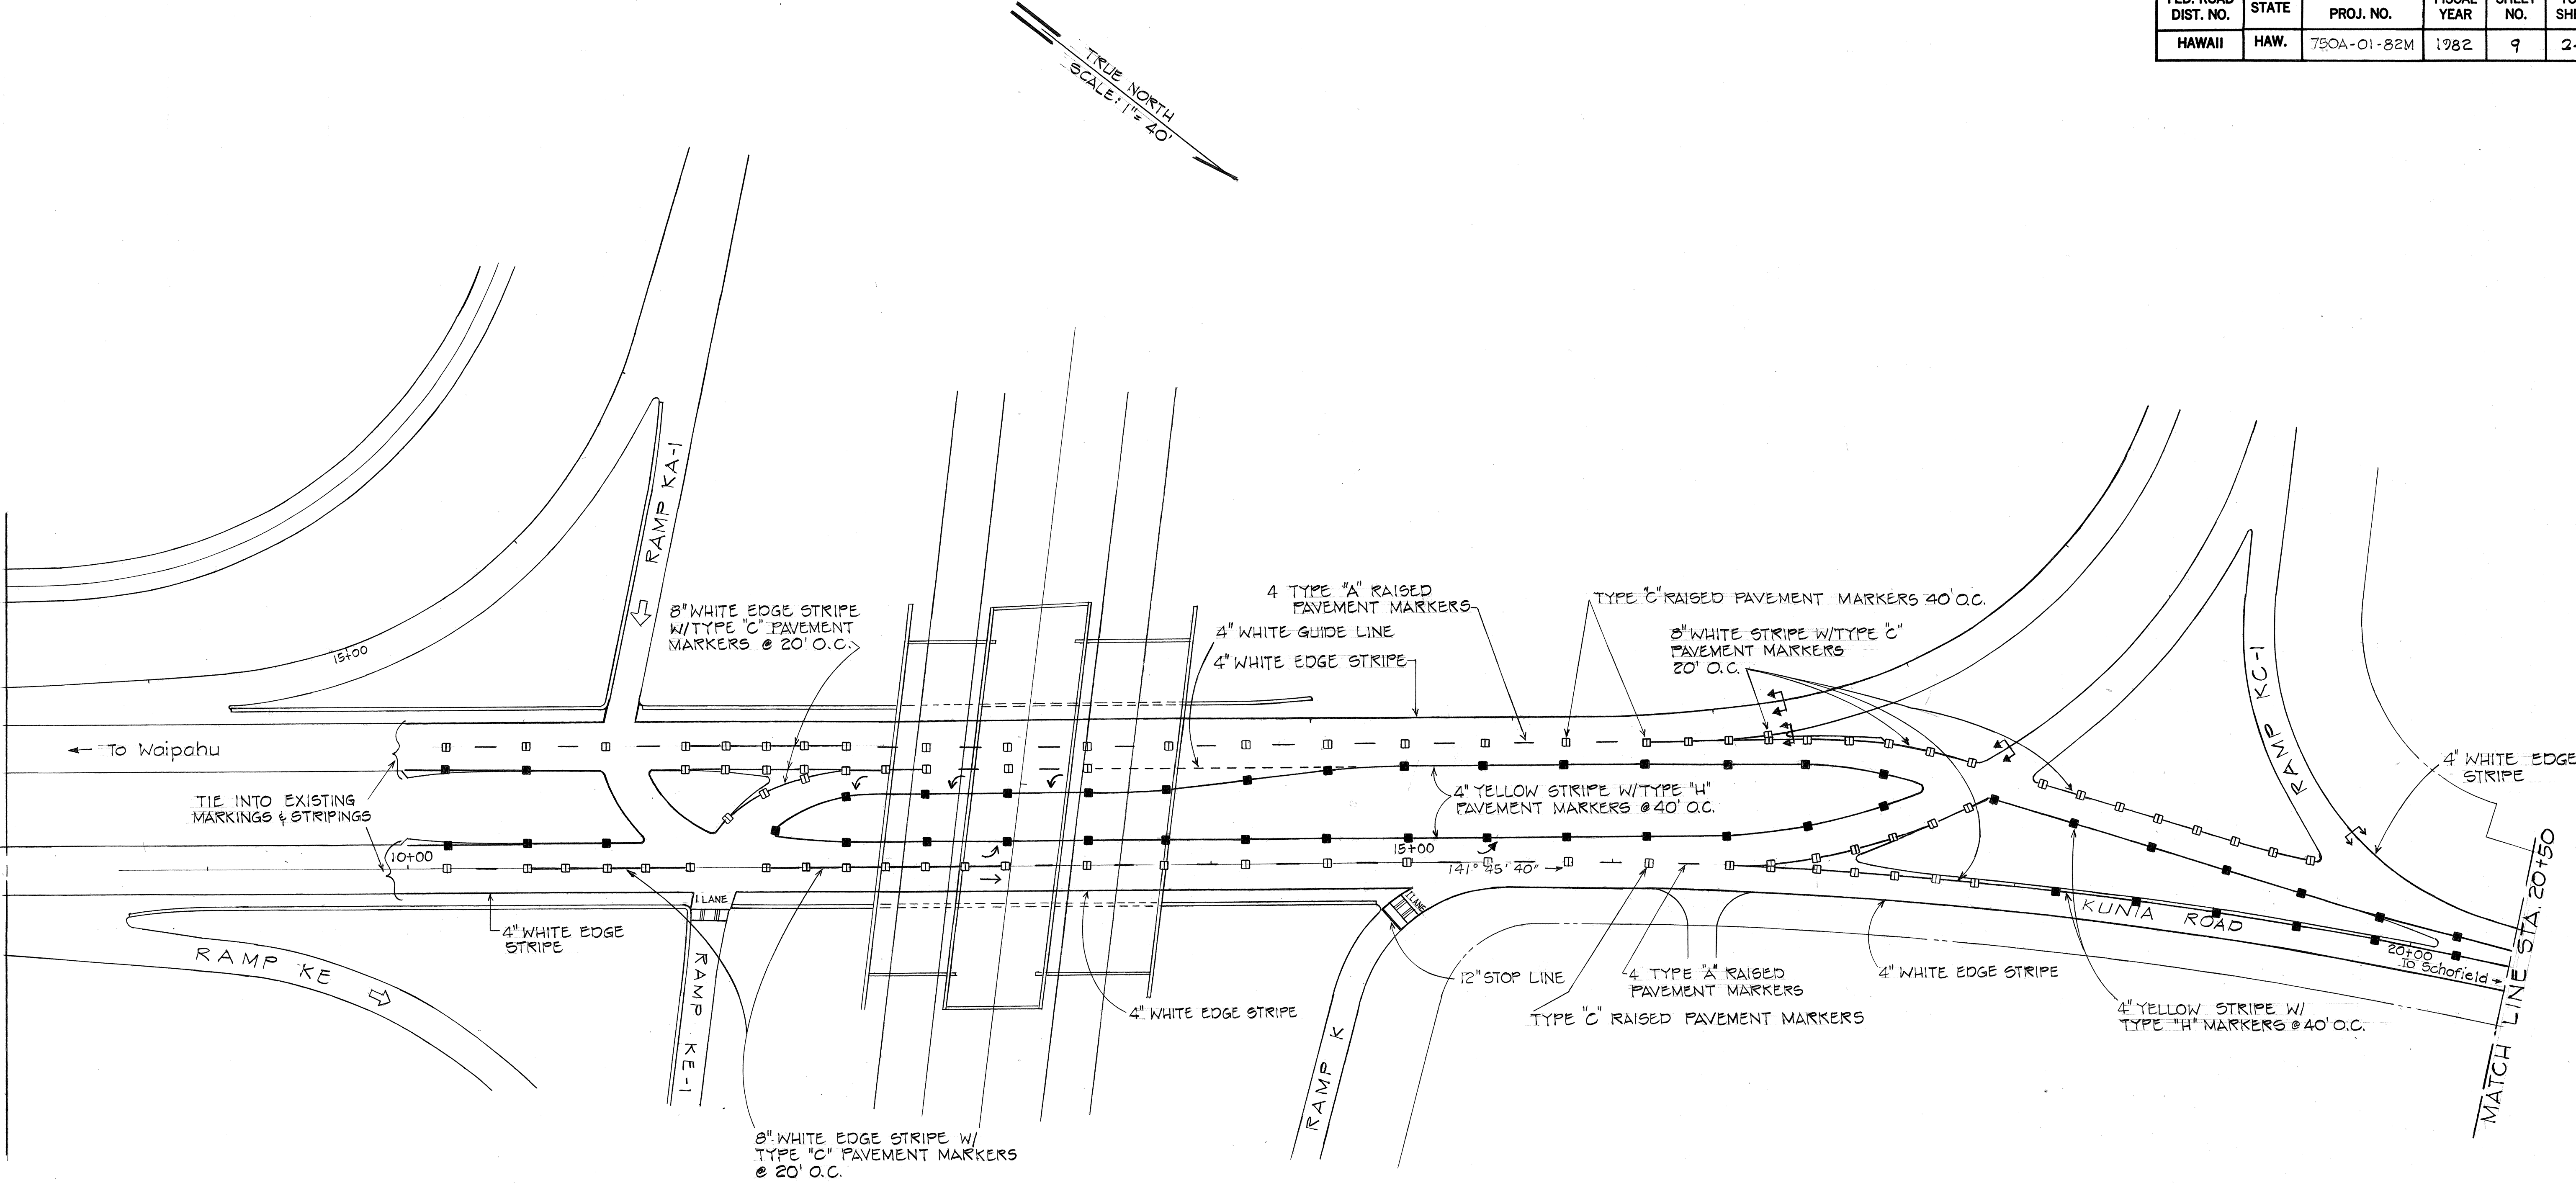 DIST. NO.
STATE
PROJ. NO.
YEAR
NO.
HAWAII
HAW.
750A-01-82M
1982
9
TRUE NORTH
SCALE: 1" = 40'
RAMP KA-1
15+00
8" WHITE EDGE STRIPE
W/TYPE "C" PAVEMENT
MARKERS @ 20' O.C.
4 TYPE "A" RAISED
PAVEMENT MARKERS
4" WHITE GUIDE LINE
4" WHITE EDGE STRIPE
TYPE "C" RAISED PAVEMENT MARKERS 40' O.C.
8" WHITE STRIPE W/TYPE "C"
PAVEMENT MARKERS
20' O.C.
RAMP KC-1
← To Waipahu
4" WHITE EDGE
STRIPE
TIE INTO EXISTING
MARKINGS & STRIPINGS
4" YELLOW STRIPE W/TYPE "H"
PAVEMENT MARKERS @ 40' O.C.
10+00
15+00
141° 45' 40" →
1 LANE
1 LANE
4" WHITE EDGE
STRIPE
RAMP KE
RAMP KE-1
KUNIA ROAD
20+00
To Schofield →
MATCH LINE STA. 20+50
12" STOP LINE
4 TYPE "A" RAISED
PAVEMENT MARKERS
4" WHITE EDGE STRIPE
4" WHITE EDGE STRIPE
TYPE "C" RAISED PAVEMENT MARKERS
4" YELLOW STRIPE W/
TYPE "H" MARKERS @ 40' O.C.
RAMP K
8" WHITE EDGE STRIPE W/
TYPE "C" PAVEMENT MARKERS
@ 20' O.C.